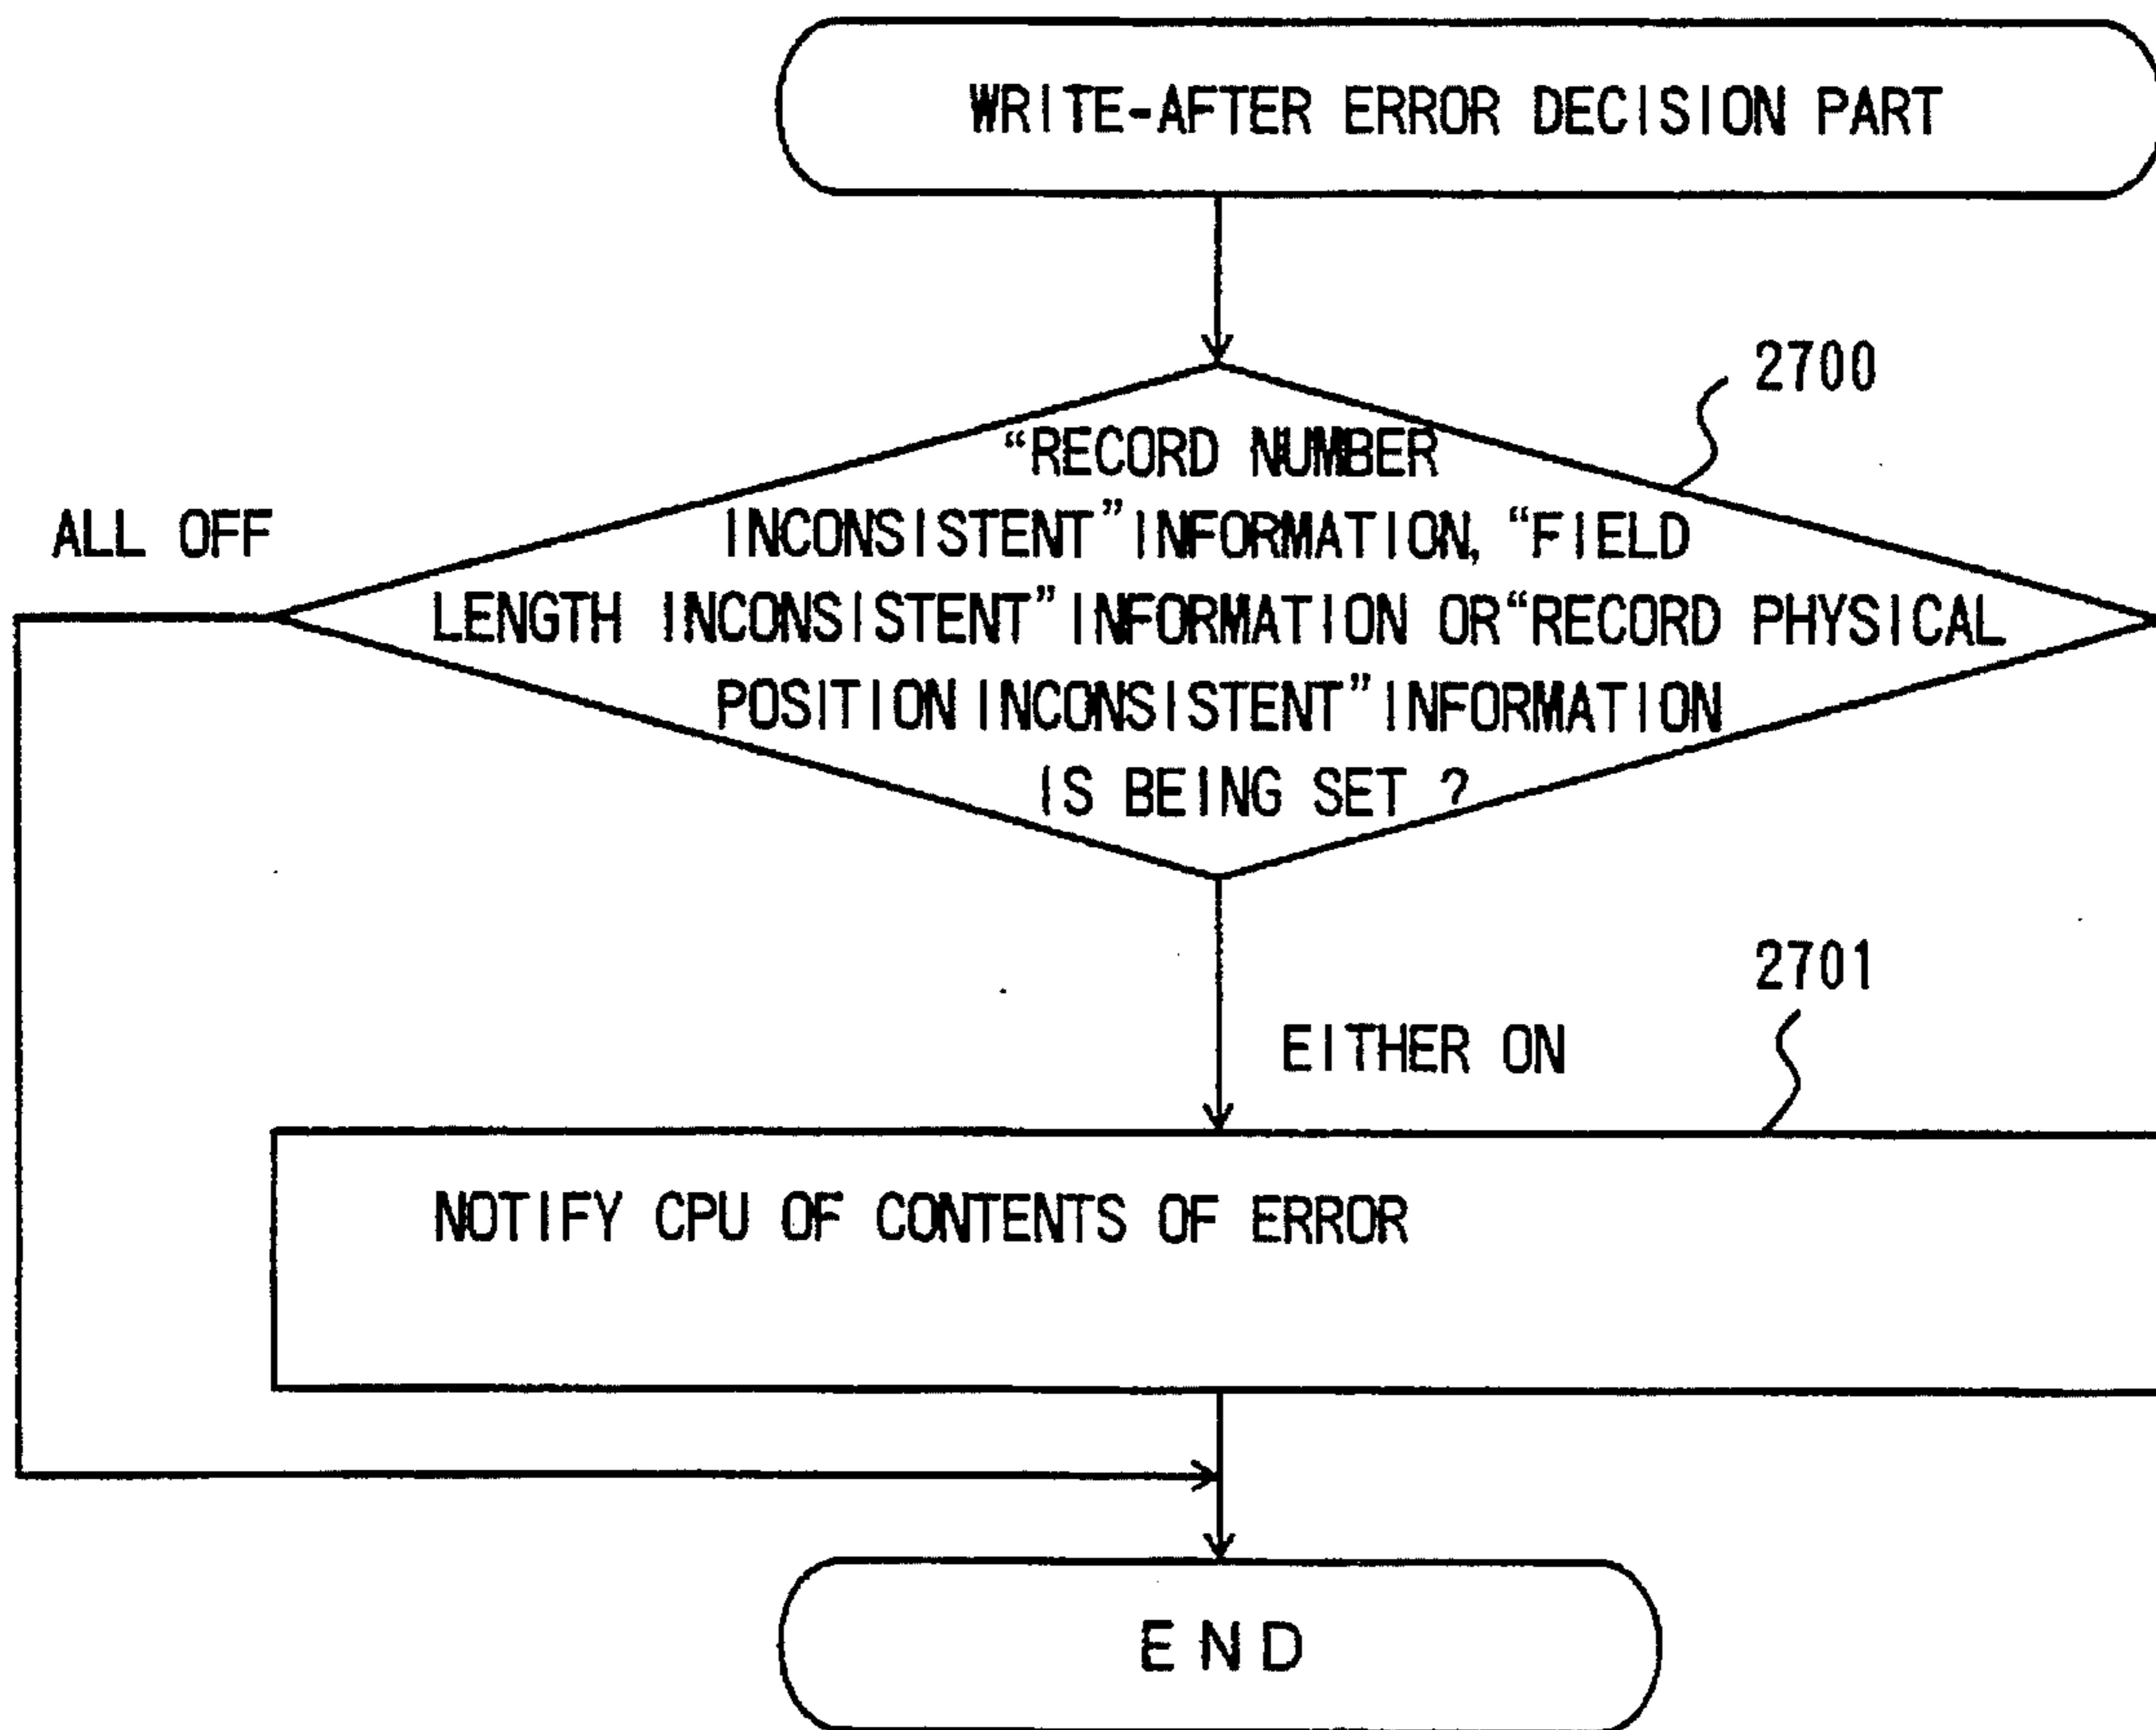 WRITE-AFTER ERROR DECISION PART
2700
“RECORD NUMBER
INCONSISTENT” INFORMATION, “FIELD
ALL OFF
LENGTH INCONSISTENT” INFORMATION OR “RECORD PHYSICAL
POSITION INCONSISTENT” INFORMATION
IS BEING SET ?
2701
EITHER ON
NOTIFY CPU OF CONTENTS OF ERROR
END